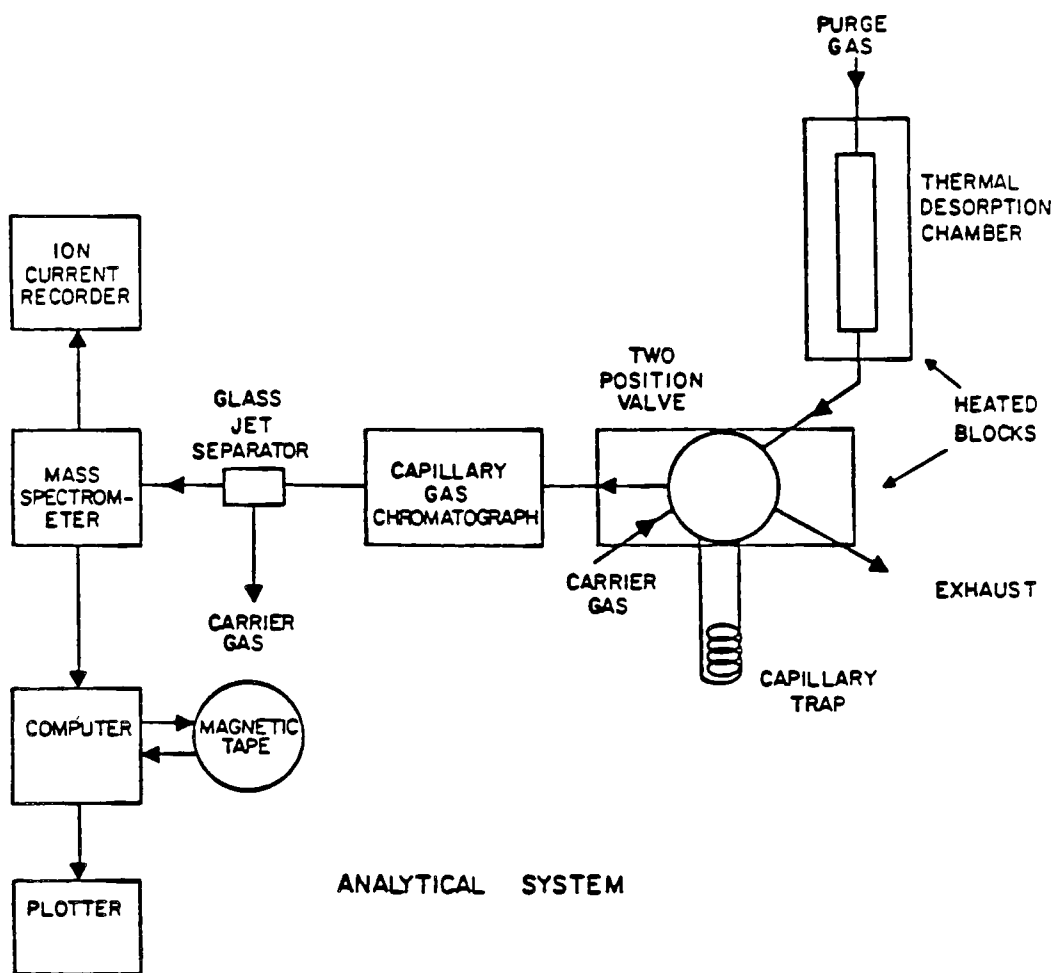 PURGE
GAS
THERMAL
DESORPTION
CHAMBER
ION
CURRENT
RECORDER
TWO
POSITION
VALVE
HEATED
BLOCKS
GLASS
JET
SEPARATOR
MASS
SPECTROM-
ETER
CAPILLARY
GAS
CHROMATOGRAPH
CARRIER
GAS
EXHAUST
CARRIER
GAS
CAPILLARY
TRAP
COMPUTER
MAGNETIC
TAPE
ANALYTICAL SYSTEM
PLOTTER